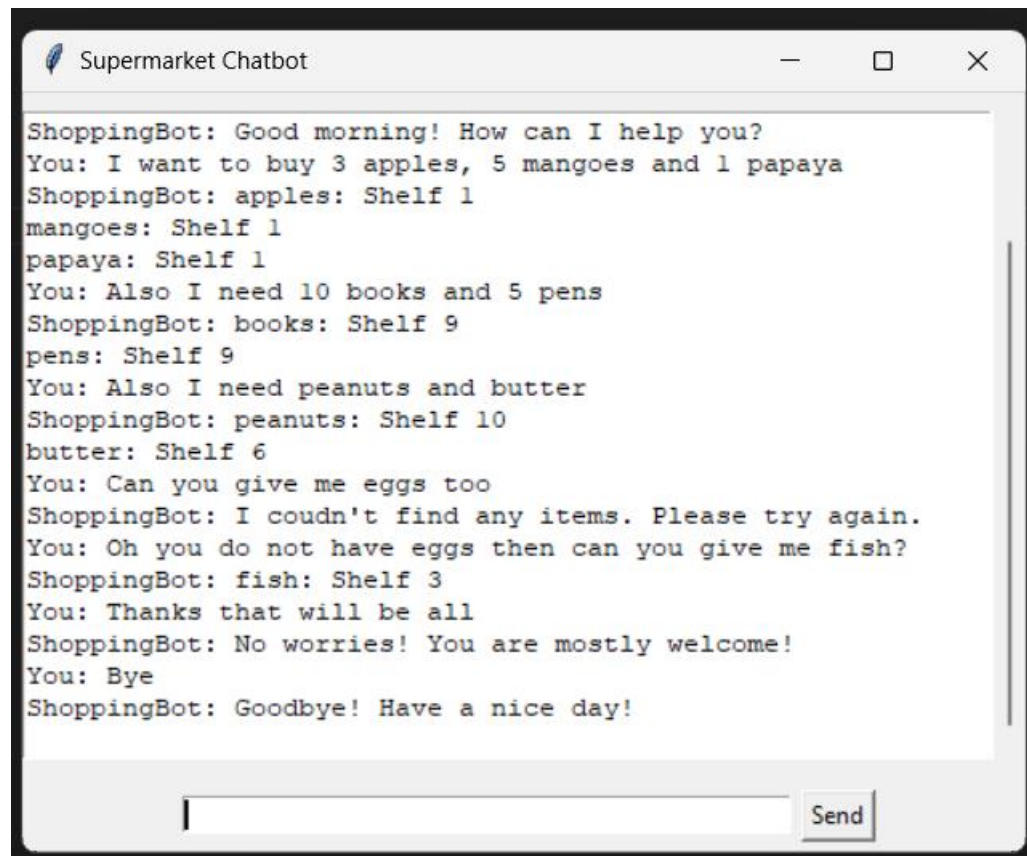 Supermarket Chatbot
ShoppingBot: Good morning! How can I help you?
You: I want to buy 3 apples, 5 mangoes and 1 papaya
ShoppingBot: apples: Shelf 1
mangoes: Shelf 1
papaya: Shelf 1
You: Also I need 10 books and 5 pens
ShoppingBot: books: Shelf 9
pens: Shelf 9
You: Also I need peanuts and butter
ShoppingBot: peanuts: Shelf 10
butter: Shelf 6
You: Can you give me eggs too
ShoppingBot: I coudn't find any items. Please try again.
You: Oh you do not have eggs then can you give me fish?
ShoppingBot: fish: Shelf 3
You: Thanks that will be all
ShoppingBot: No worries! You are mostly welcome!
You: Bye
ShoppingBot: Goodbye! Have a nice day!
Send